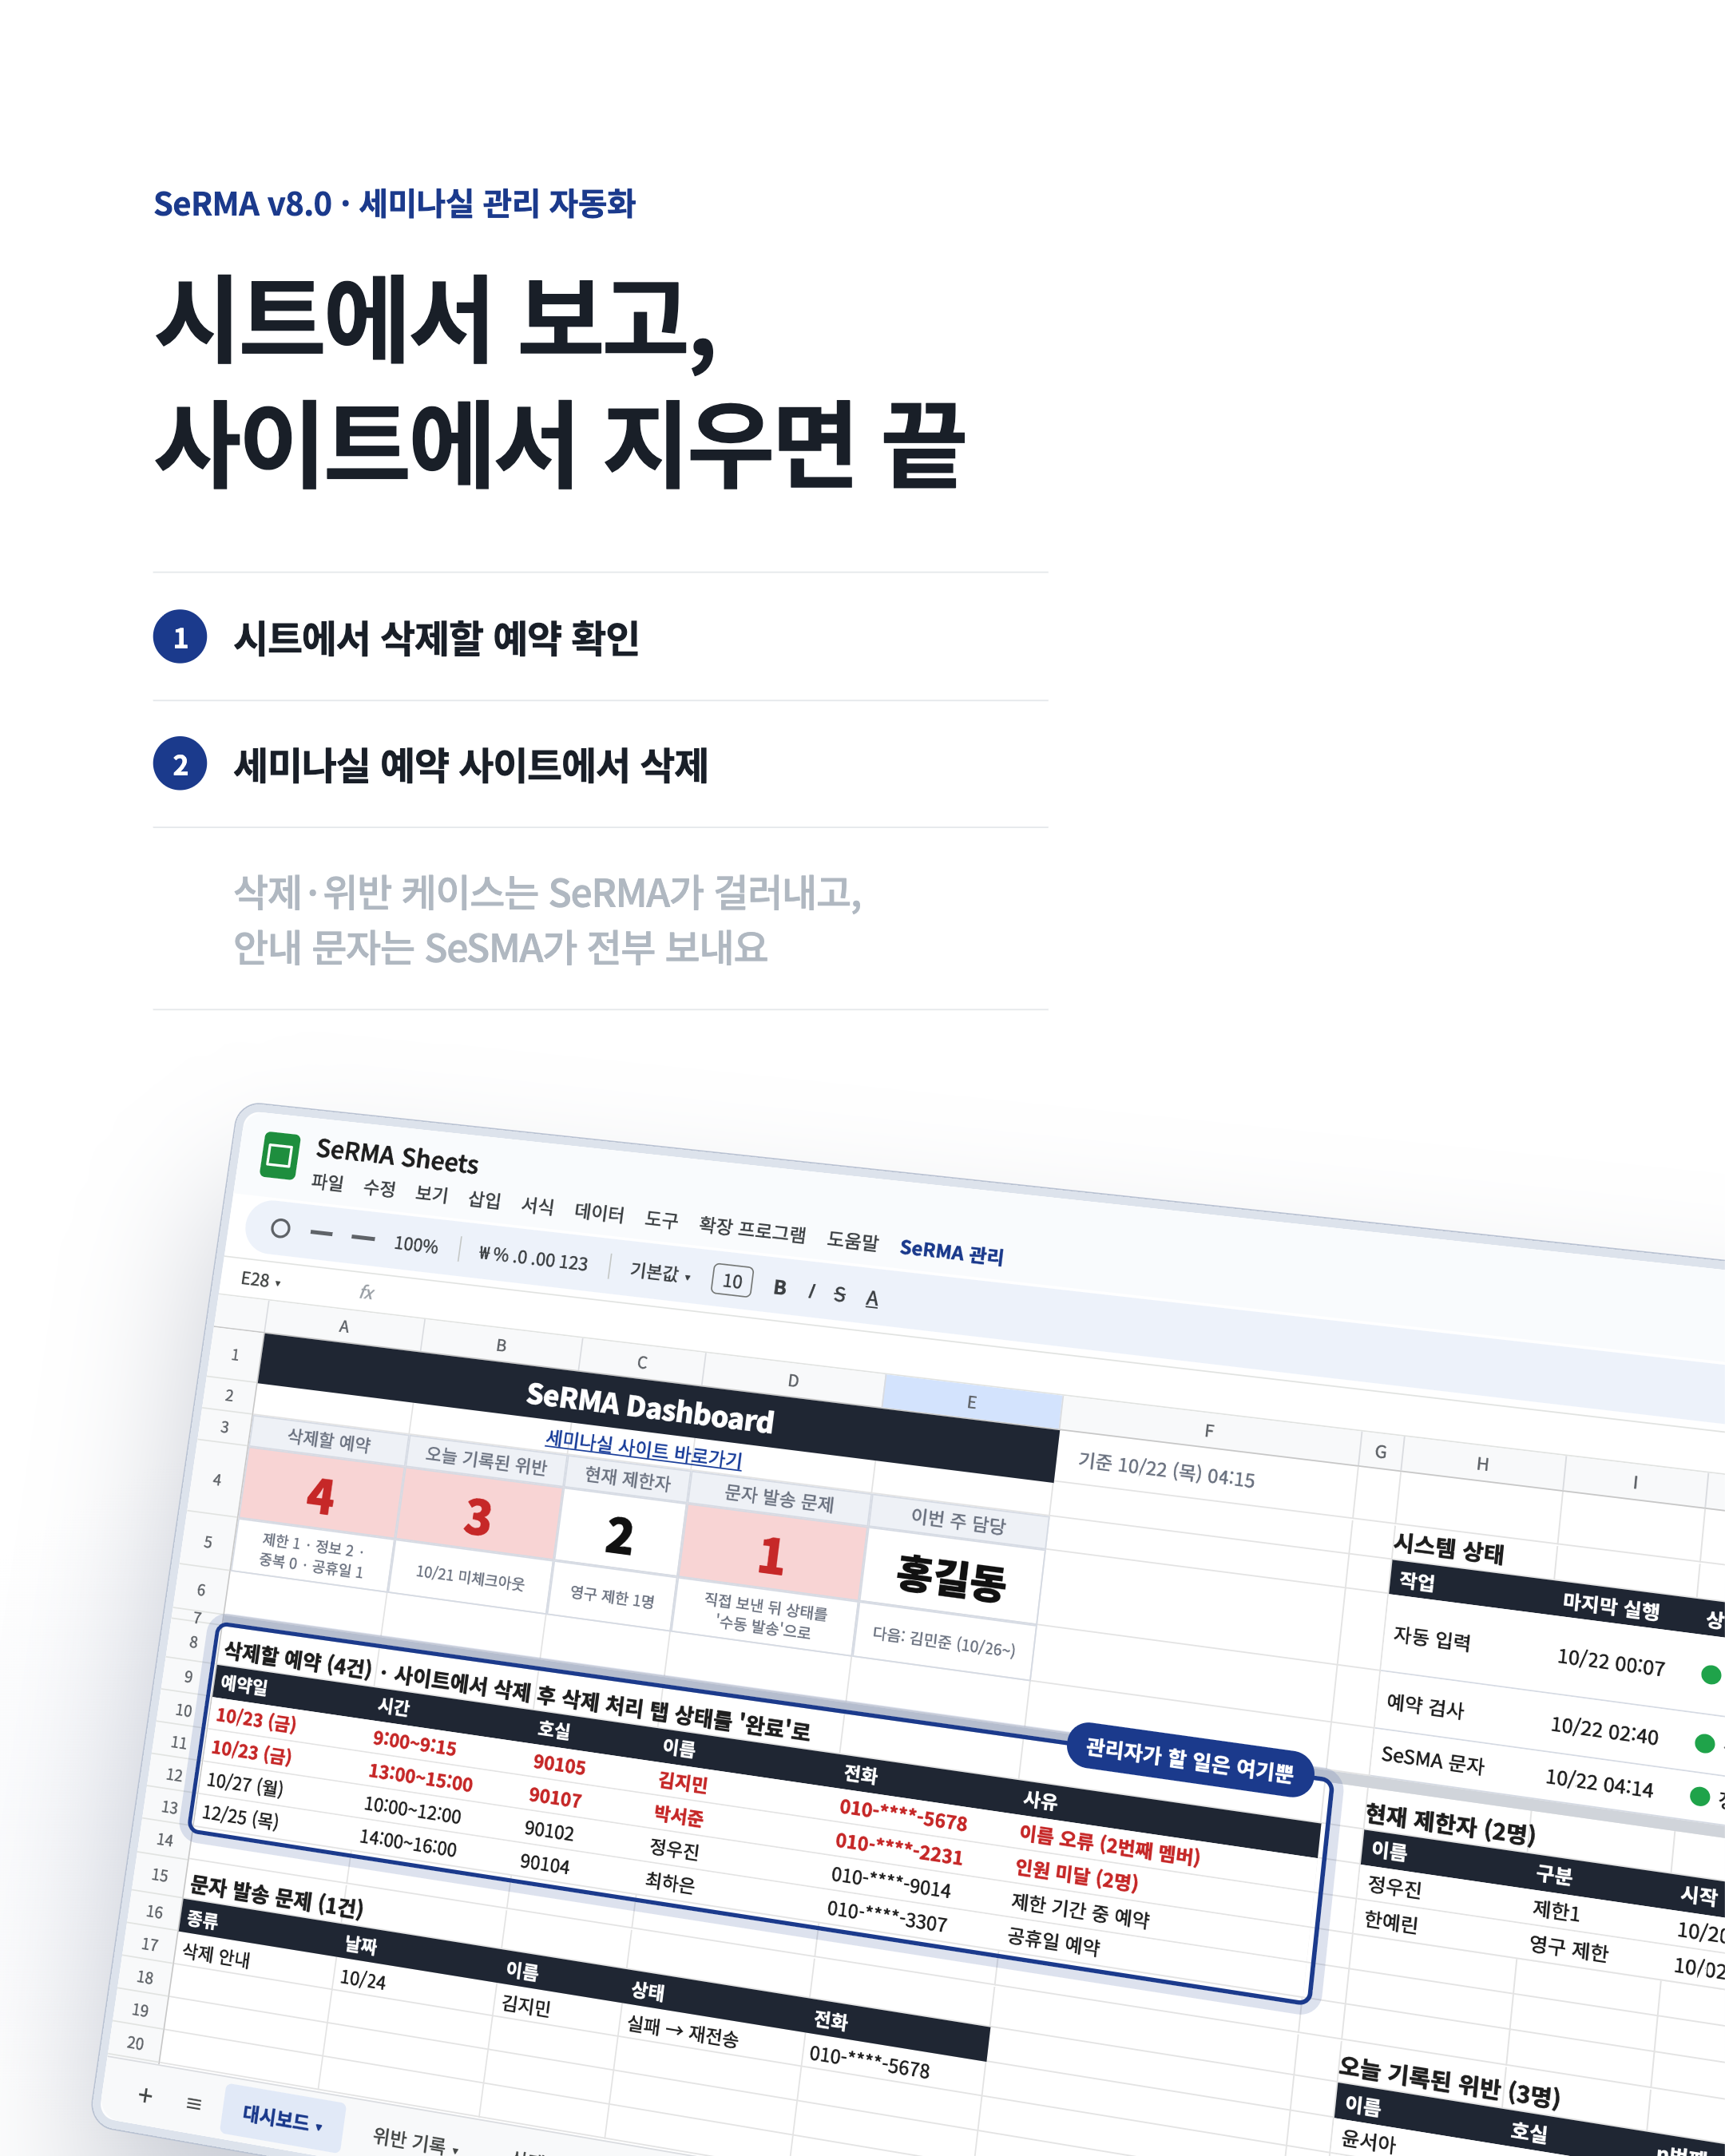 SeRMA v8.0 · 세미나실 관리 자동화
시트에서 보고,
사이트에서 지우면 끝
1 시트에서 삭제할 예약 확인
2 세미나실 예약 사이트에서 삭제
삭제·위반 케이스는 SeRMA가 걸러내고,
안내 문자는 SeSMA가 전부 보내요
SeRMA Sheets
파일 수정 보기 삽입 서식 데이터 도구 확장 프로그램 도움말 SeRMA 관리
100% ₩ % .0 .00 123 기본값 ▾ 10 B I S A
E28 ▾ fx
A B C D E F G H I
1 2 3 4 5 6 7 8 9 10 11 12 13 14 15 16 17 18 19 20
SeRMA Dashboard
기준 10/22 (목) 04:15
세미나실 사이트 바로가기
삭제할 예약 오늘 기록된 위반 현재 제한자 문자 발송 문제 이번 주 담당
4 3 2 1 홍길동
제한 1 · 정보 2 ·
중복 0 · 공휴일 1
10/21 미체크아웃
영구 제한 1명
직접 보낸 뒤 상태를
'수동 발송'으로
다음: 김민준 (10/26~)
삭제할 예약 (4건) · 사이트에서 삭제 후 삭제 처리 탭 상태를 '완료'로
관리자가 할 일은 여기뿐
예약일 시간 호실 이름 전화 사유
10/23 (금) 9:00~9:15 90105 김지민 010-****-5678 이름 오류 (2번째 멤버)
10/23 (금) 13:00~15:00 90107 박서준 010-****-2231 인원 미달 (2명)
10/27 (월) 10:00~12:00 90102 정우진 010-****-9014 제한 기간 중 예약
12/25 (목) 14:00~16:00 90104 최하은 010-****-3307 공휴일 예약
문자 발송 문제 (1건)
종류 날짜 이름 상태 전화
삭제 안내 10/24 김지민 실패 → 재전송 010-****-5678
시스템 상태
작업 마지막 실행
자동 입력 10/22 00:07
예약 검사 10/22 02:40
SeSMA 문자 10/22 04:14
현재 제한자 (2명)
이름 구분 시작
정우진 제한1
한예린 영구 제한
오늘 기록된 위반 (3명)
이름 호실
윤서아
+ ≡ 대시보드 ▾ 위반 기록 ▾